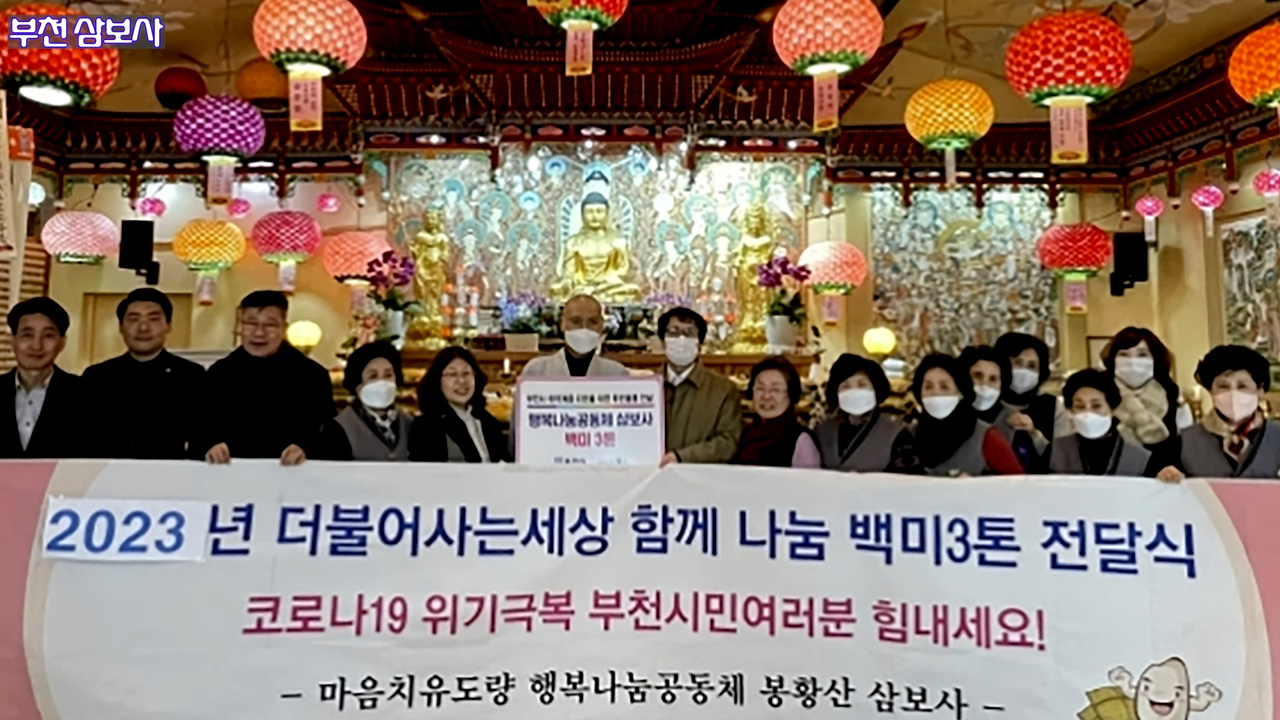 부천 삼보사
행복나눔공동체 삼보사
백미 3톤
2023년 더불어사는세상 함께 나눔 백미3톤 전달식
코로나19 위기극복 부천시민여러분 힘내세요!
- 마음치유도량 행복나눔공동체 봉황산 삼보사 -